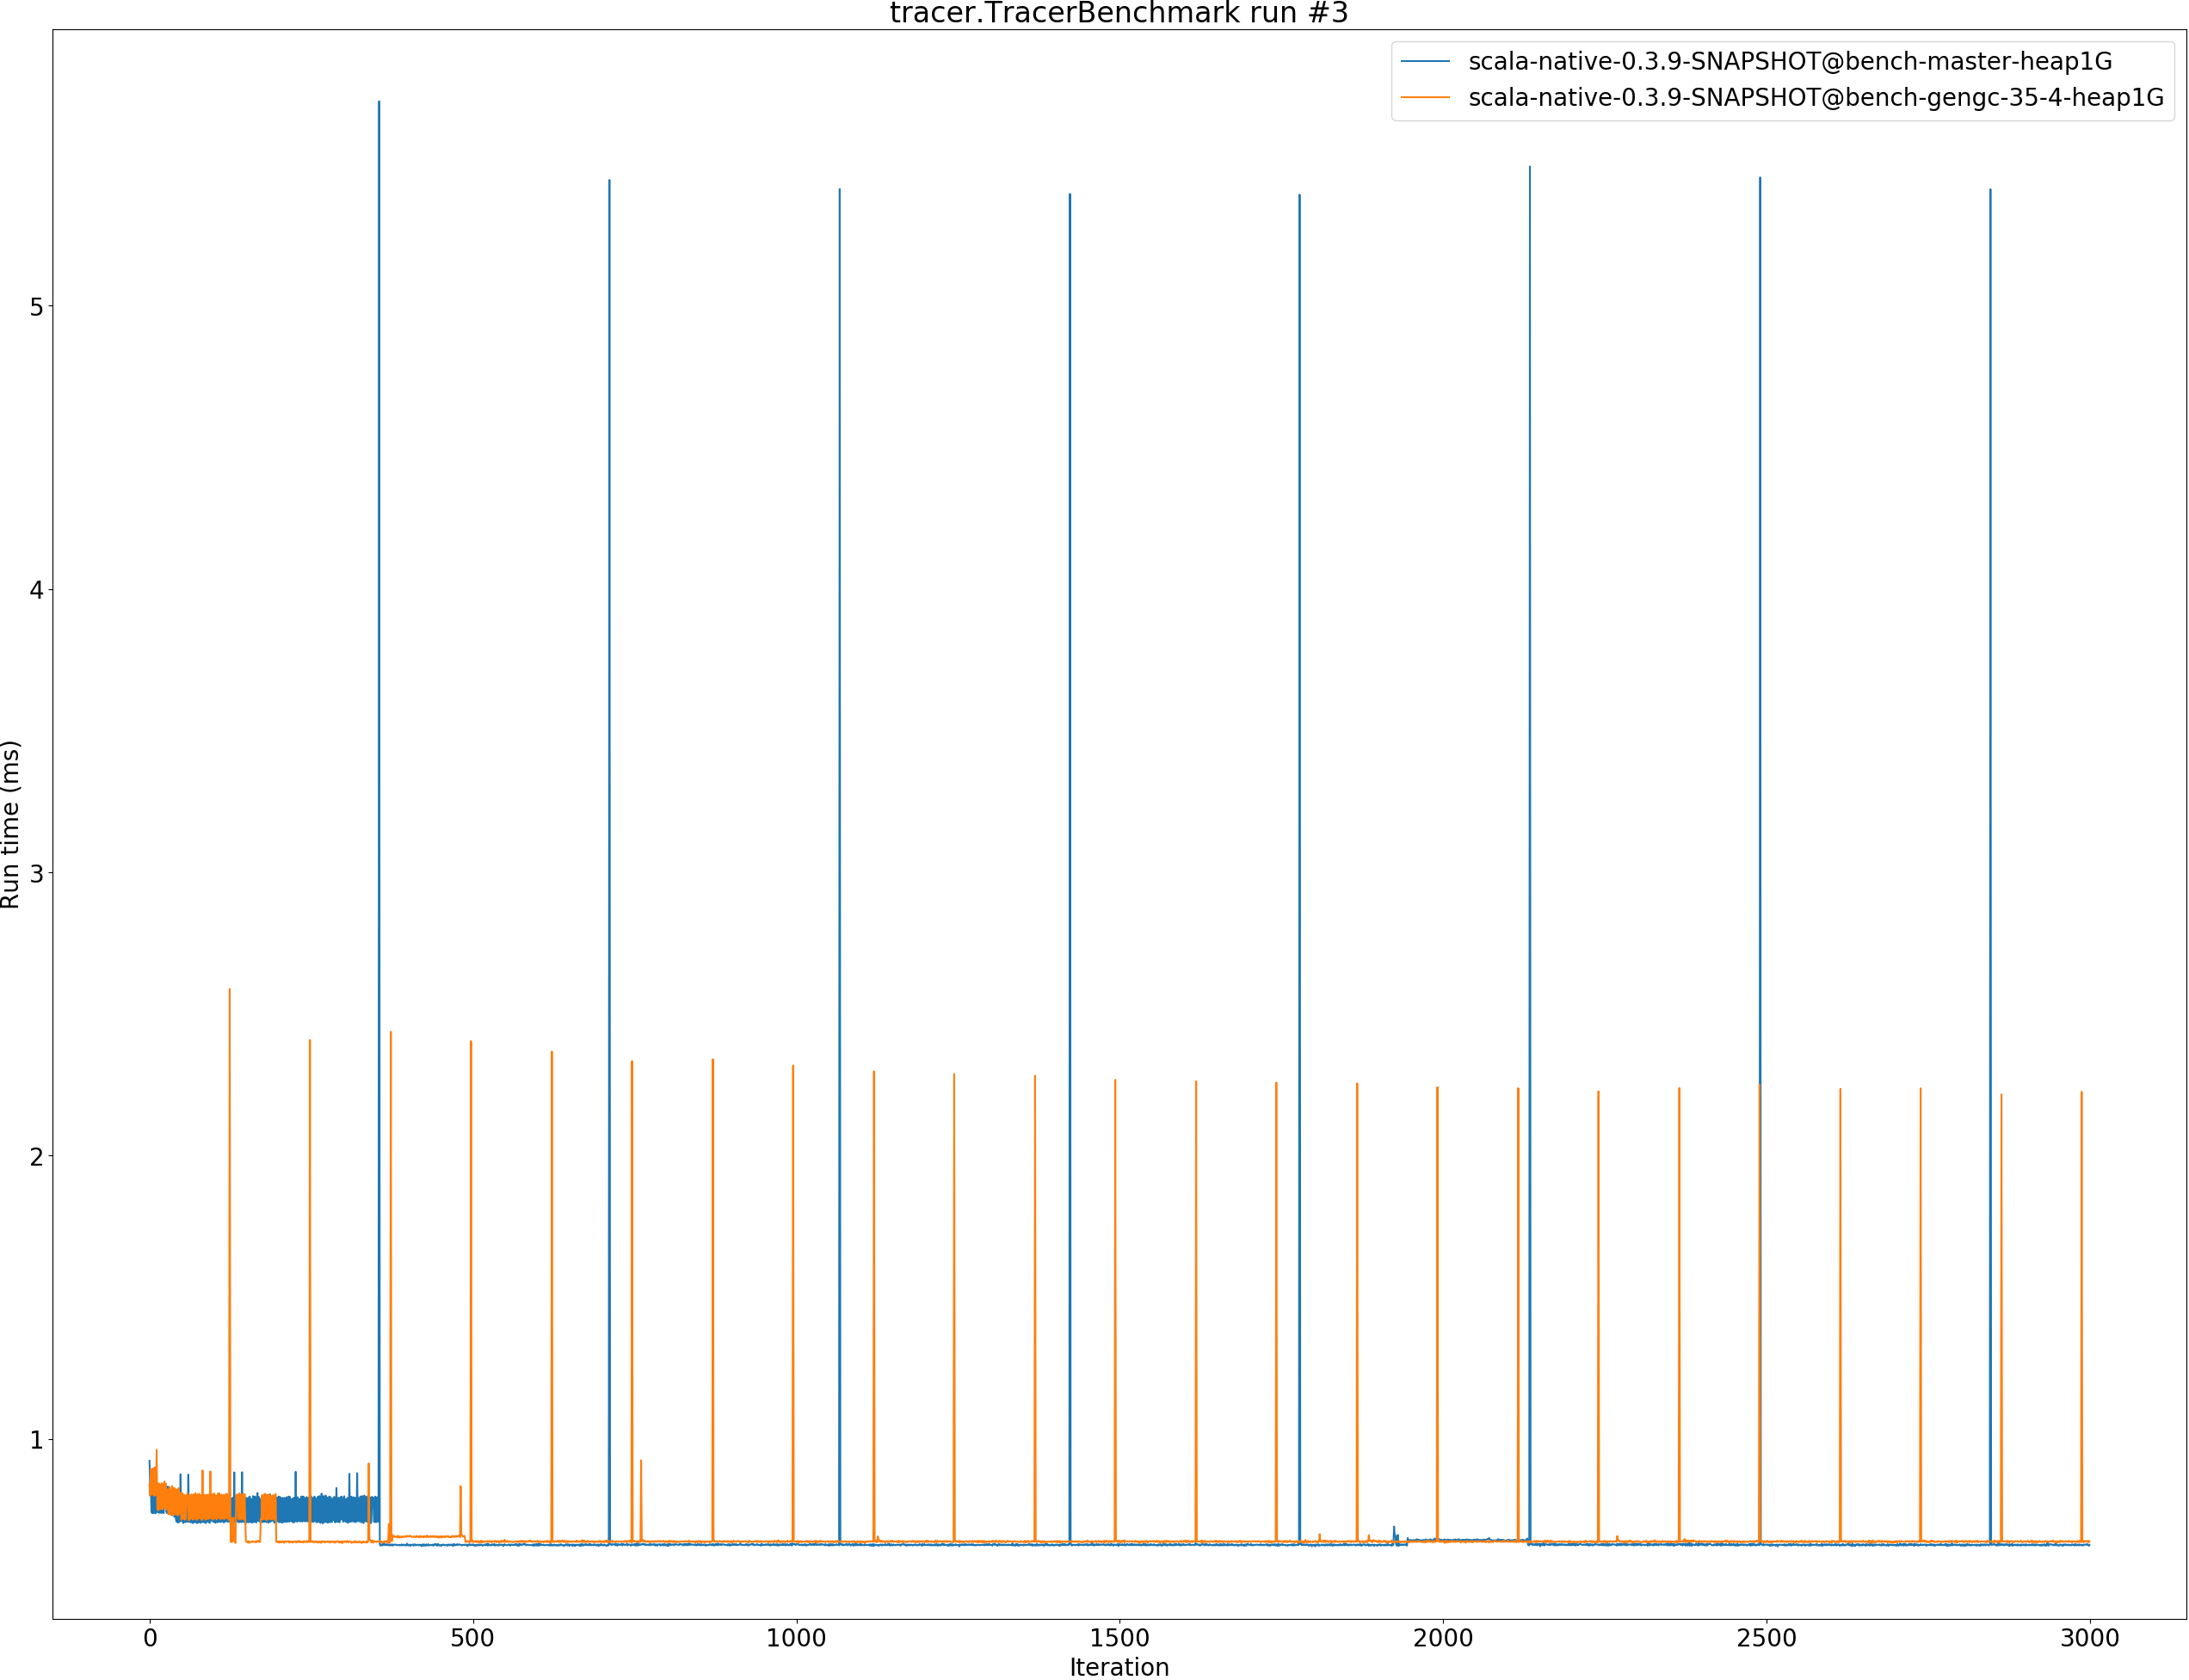 tracer.TracerBenchmark run #3
scala-native-0.3.9-SNAPSHOT@bench-master-heap1G
scala-native-0.3.9-SNAPSHOT@bench-gengc-35-4-heap1G
Run time (ms)
5
4
3
2
1
0 500 1000 1500 2000 2500 3000
Iteration